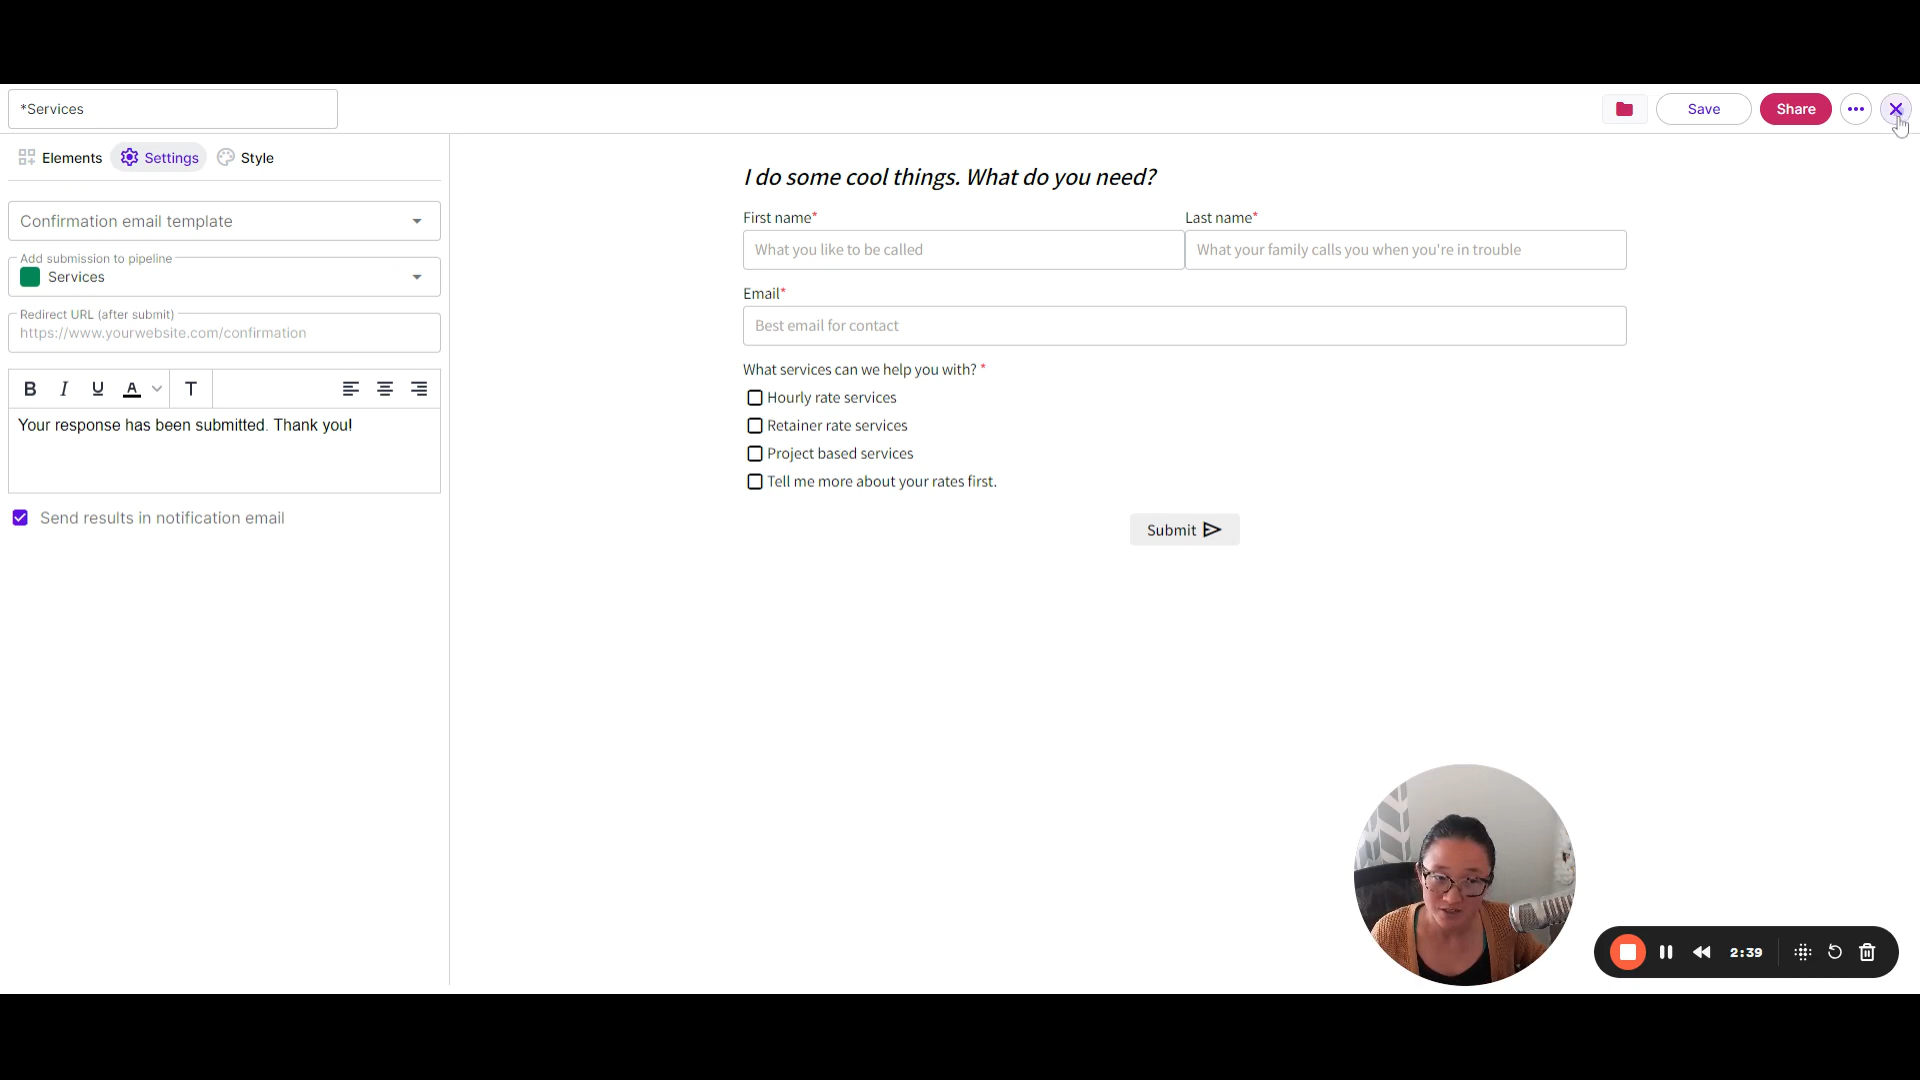 *Services
Save
Share
Elements
Settings
Style
Confirmation email template
Add submission to pipeline
Services
Redirect URL (after submit)
https://www.yourwebsite.com/confirmation
B I U A T
Your response has been submitted. Thank you!
Send results in notification email
I do some cool things. What do you need?
First name*
Last name*
What you like to be called
What your family calls you when you're in trouble
Email*
Best email for contact
What services can we help you with? *
Hourly rate services
Retainer rate services
Project based services
Tell me more about your rates first.
Submit
2:39